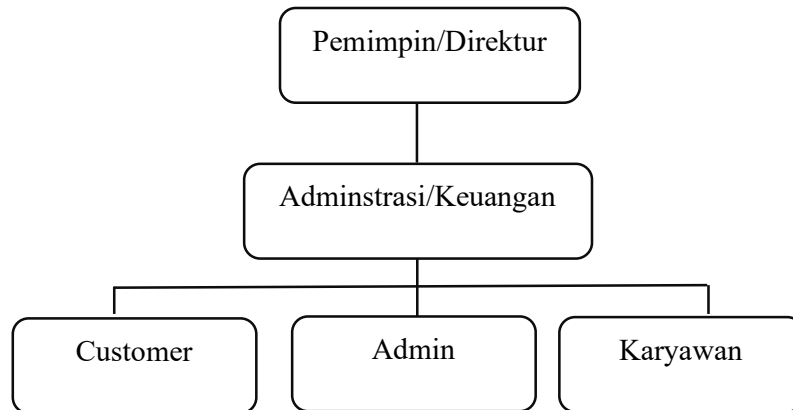 Pemimpin/Direktur
Adminstrasi/Keuangan
Customer
Admin
Karyawan